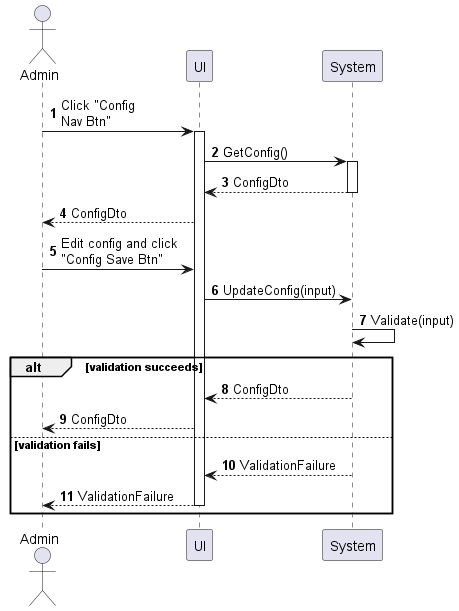 Admin
UI
System
1 Click "Config
Nav Btn"
2 GetConfig()
3 ConfigDto
4 ConfigDto
5 Edit config and click
"Config Save Btn"
6 UpdateConfig(input)
7 Validate(input)
alt [validation succeeds]
8 ConfigDto
9 ConfigDto
[validation fails]
10 ValidationFailure
11 ValidationFailure
Admin
UI
System